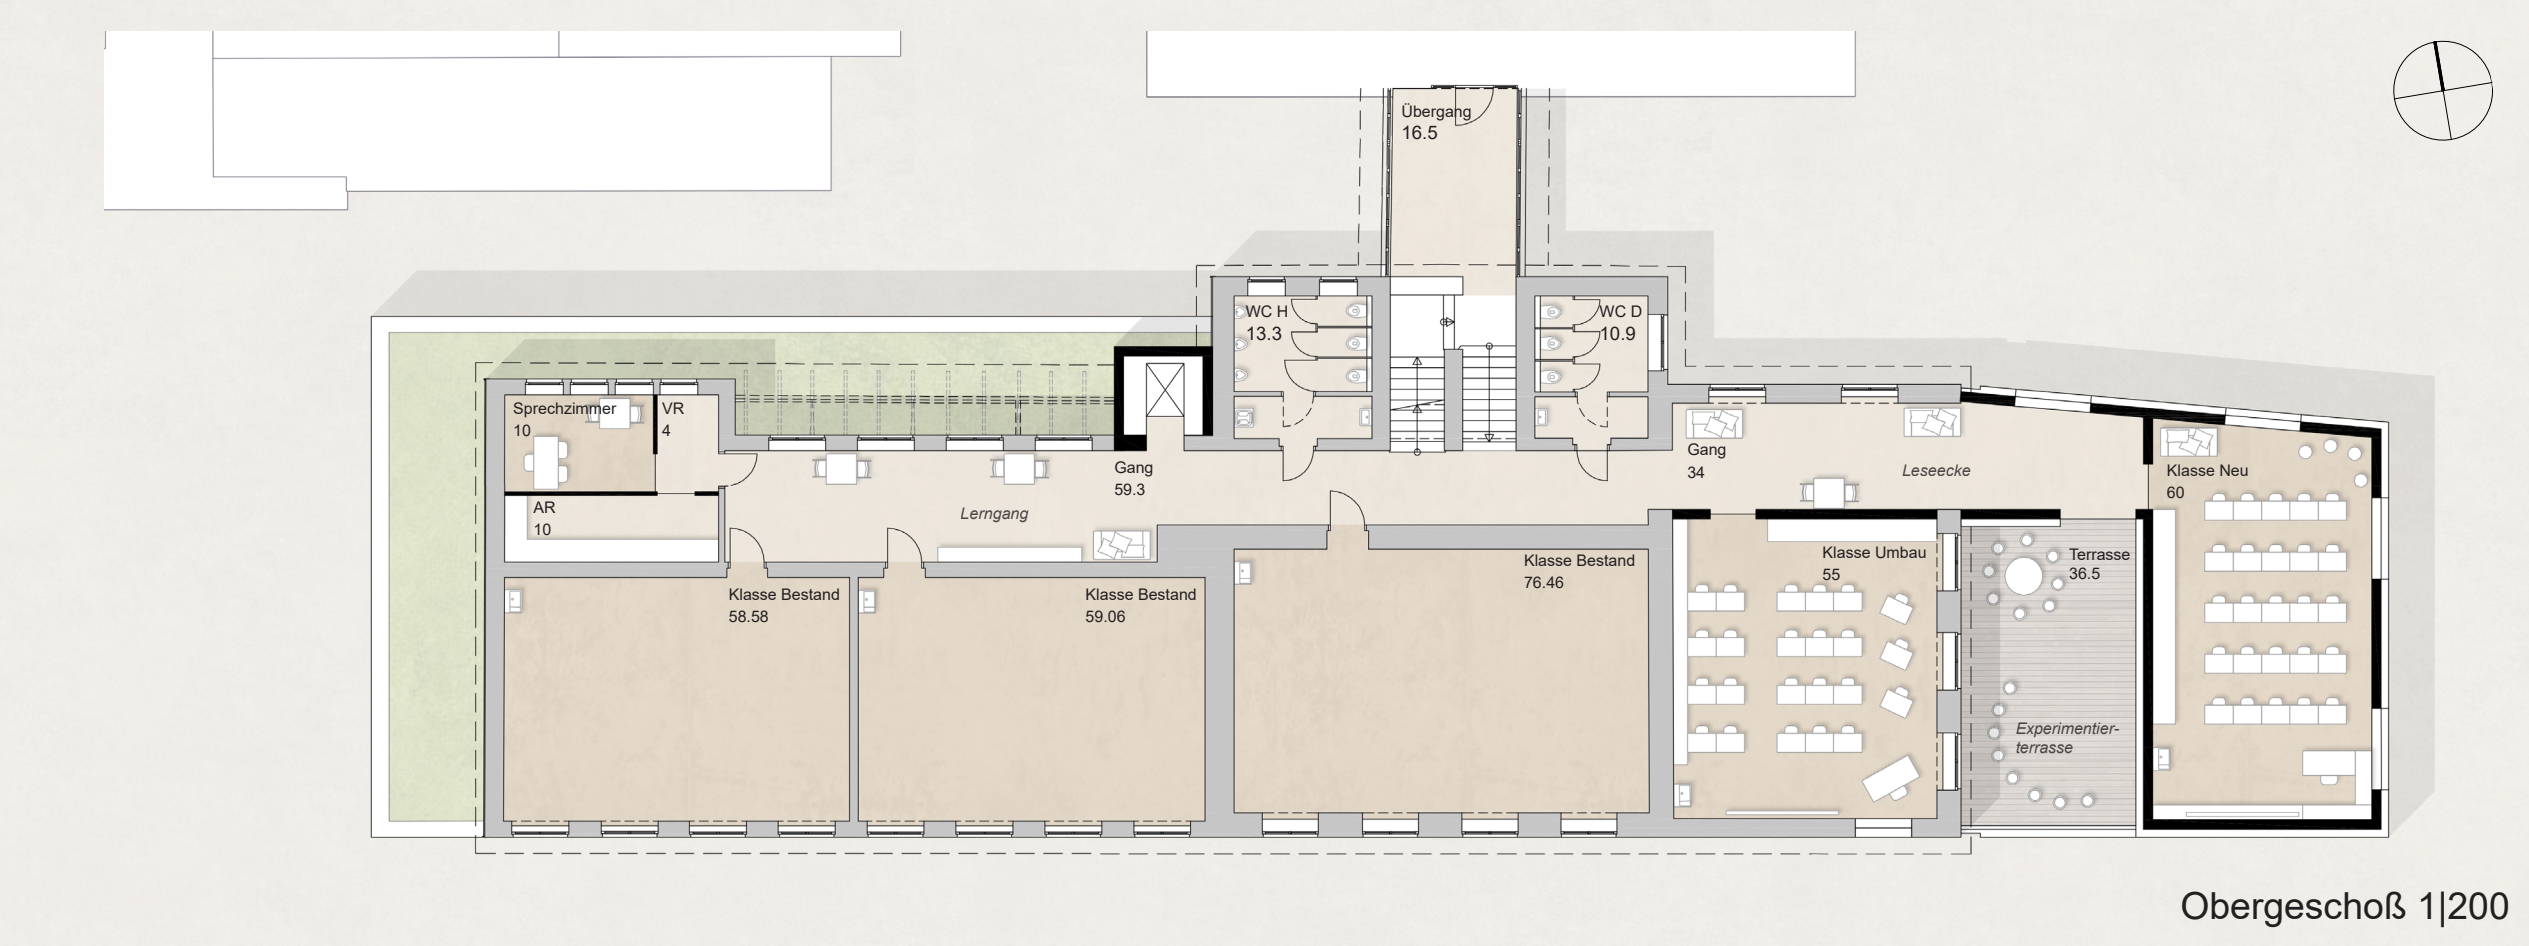 Übergang
16.5
WC H
13.3
WC D
10.9
Sprechzimmer
10
VR
4
AR
10
Gang
59.3
Lerngang
Gang
34
Leseecke
Klasse Neu
60
Klasse Bestand
58.58
Klasse Bestand
59.06
Klasse Bestand
76.46
Klasse Umbau
55
Terrasse
36.5
Experimentier-
terrasse
Obergeschoß 1|200